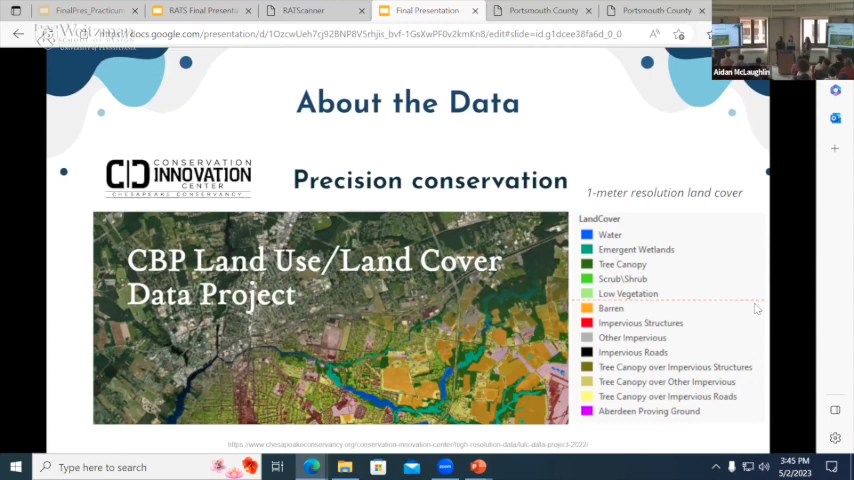 FinalPres_Practicum
RATS Final Presenta
RATScanner
Final Presentation
Portsmouth County
Portsmouth County
docs.google.com/presentation/d/1OzcwUeh7cj92BNPBV5rhjis_bvf-1GsXwPF0v2kmKn8/edit#slide=id.g1dcee38fa6d_0_0
Aidan McLaughlin
About the Data
CONSERVATION
INNOVATION
CENTER
CHESAPEAKE CONSERVANCY
Precision conservation
1-meter resolution land cover
CBP Land Use/Land Cover
Data Project
LandCover
Water
Emergent Wetlands
Tree Canopy
Scrub\Shrub
Low Vegetation
Barren
Impervious Structures
Other Impervious
Impervious Roads
Tree Canopy over Impervious Structures
Tree Canopy over Other Impervious
Tree Canopy over Impervious Roads
Aberdeen Proving Ground
https://www.chesapeakeconservancy.org/conservation-innovation-center/high-resolution-data/lulc-data-project-2022/
Type here to search
3:45 PM
5/2/2023